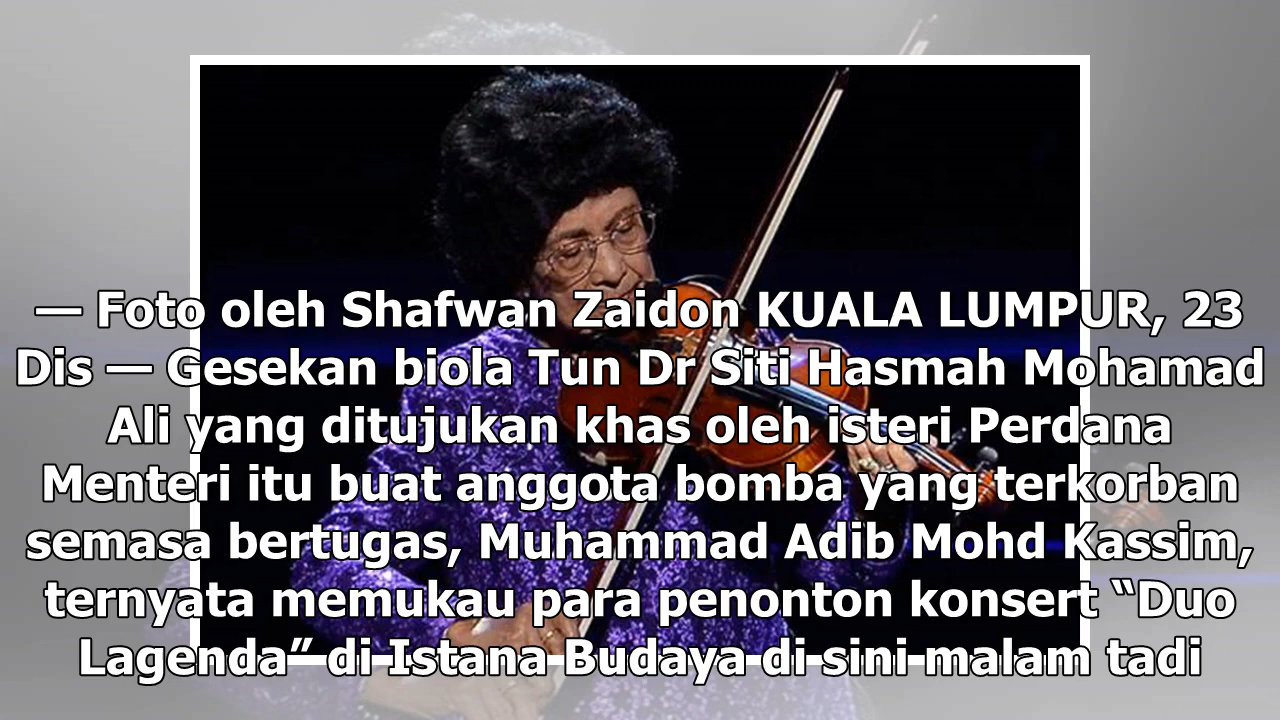 — Foto oleh Shafwan Zaidon KUALA LUMPUR, 23
Dis — Gesekan biola Tun Dr Siti Hasmah Mohamad
Ali yang ditujukan khas oleh isteri Perdana
Menteri itu buat anggota bomba yang terkorban
semasa bertugas, Muhammad Adib Mohd Kassim,
ternyata memukau para penonton konsert “Duo
Lagenda” di Istana Budaya di sini malam tadi